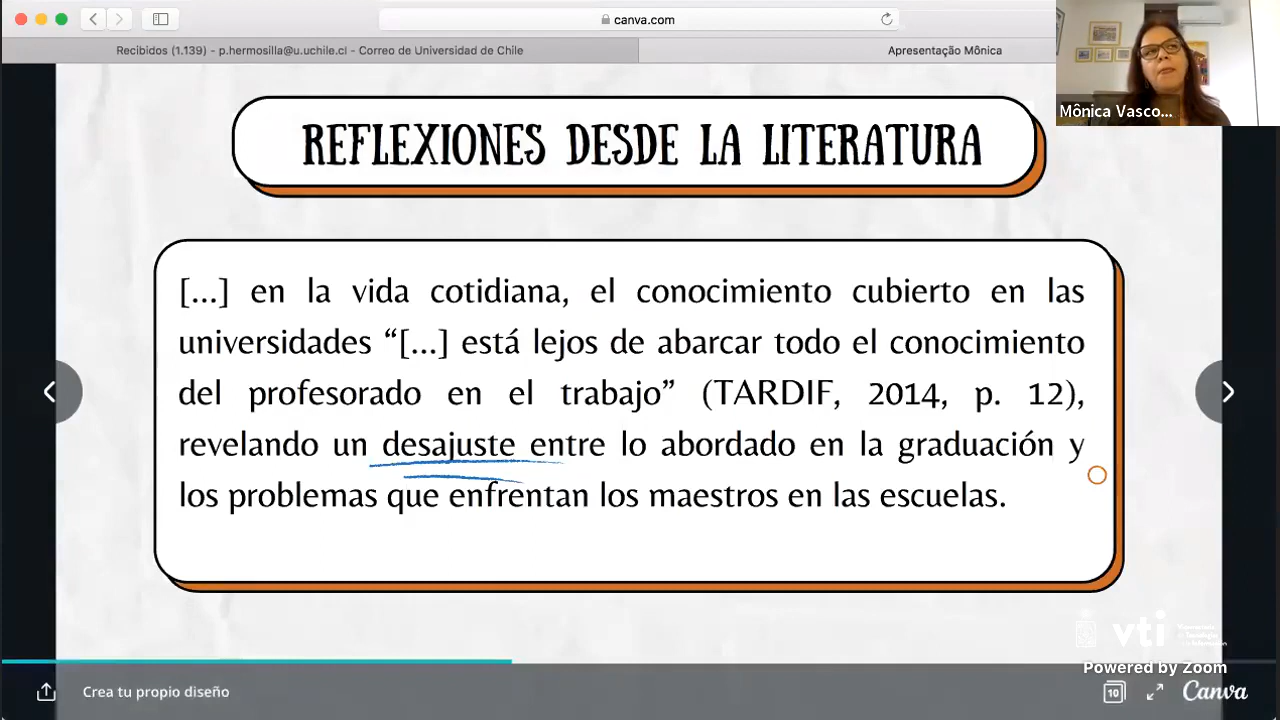 canva.com
Recibidos (1.139) - p.hermosilla@u.uchile.cl - Correo de Universidad de Chile
Apresentação Mônica
Mônica Vasco...
REFLEXIONES DESDE LA LITERATURA
[...] en la vida cotidiana, el conocimiento cubierto en las
universidades “[...] está lejos de abarcar todo el conocimiento
del profesorado en el trabajo” (TARDIF, 2014, p. 12),
revelando un desajuste entre lo abordado en la graduación y
los problemas que enfrentan los maestros en las escuelas.
vti
Powered by Zoom
Crea tu propio diseño
10
Canva